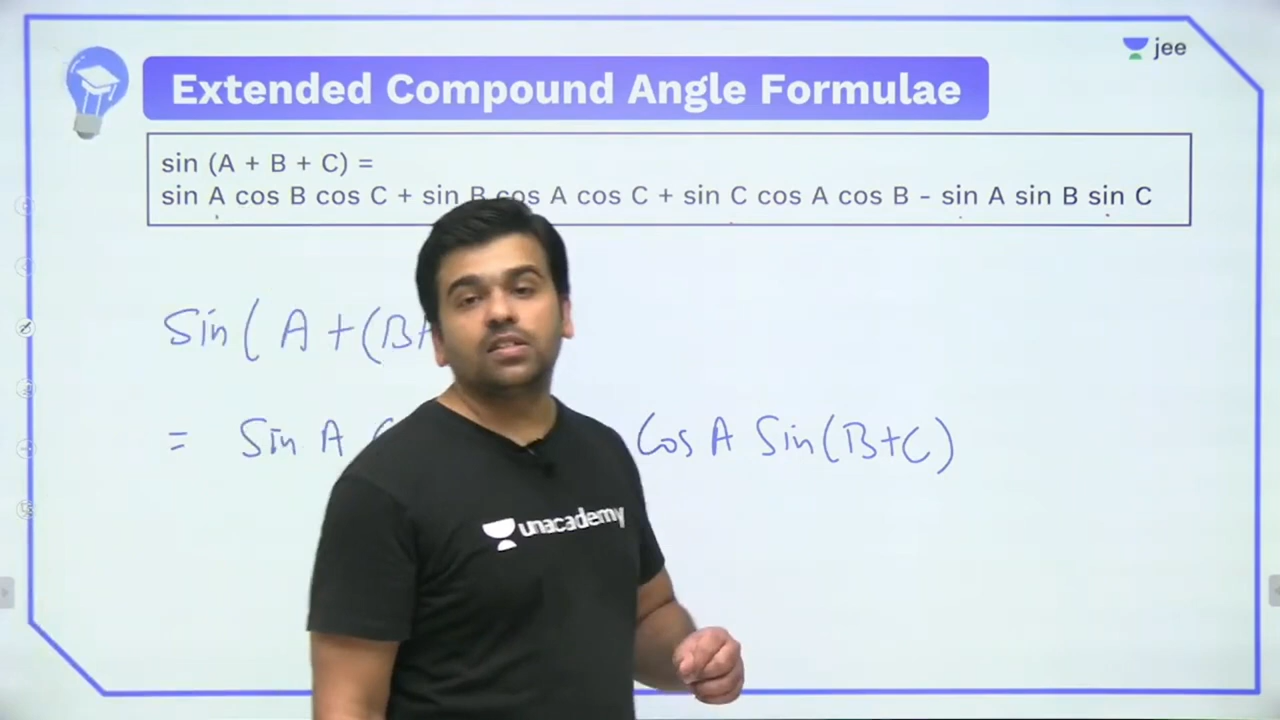 jee
Extended Compound Angle Formulae
sin (A + B + C) =
sin A cos B cos C + sin B cos A cos C + sin C cos A cos B - sin A sin B sin C
Sin( A + (B+
= Sin A Cos A Sin(B+C)
unacademy